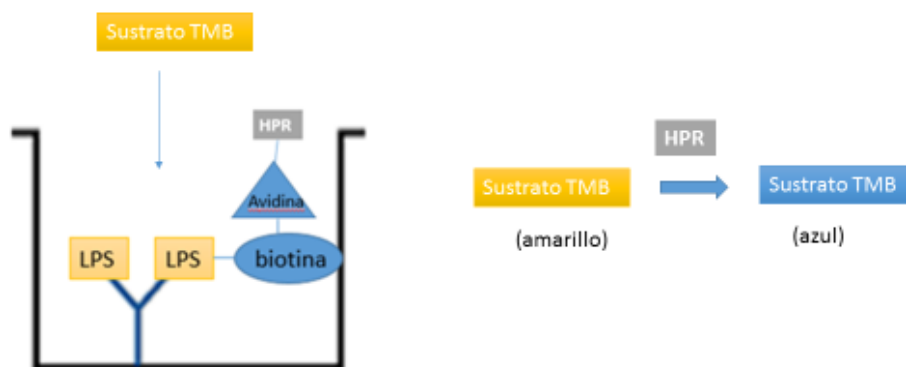 Sustrato TMB
HPR
Avidina
LPS
LPS
biotina
HPR
Sustrato TMB
Sustrato TMB
(amarillo)
(azul)